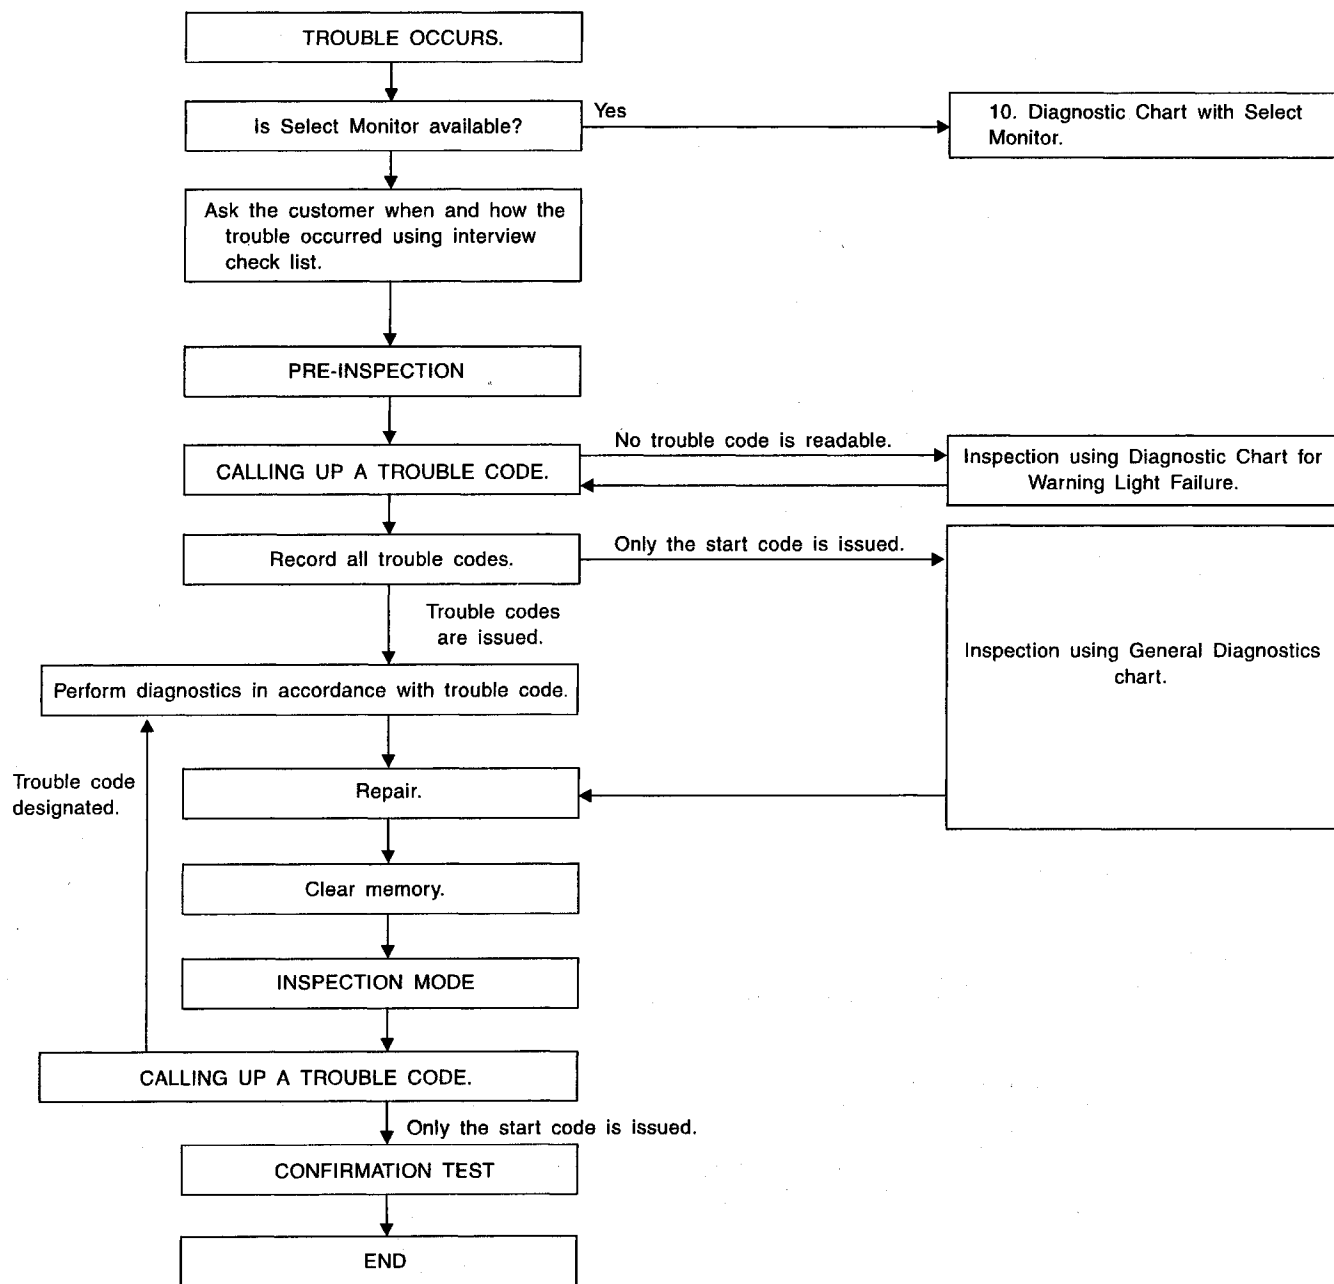 TROUBLE OCCURS.
Is Select Monitor available?
Yes
10. Diagnostic Chart with Select
Monitor.
Ask the customer when and how the
trouble occurred using interview
check list.
PRE-INSPECTION
CALLING UP A TROUBLE CODE.
No trouble code is readable.
Inspection using Diagnostic Chart for
Warning Light Failure.
Record all trouble codes.
Only the start code is issued.
Inspection using General Diagnostics
chart.
Trouble codes
are issued.
Perform diagnostics in accordance with trouble code.
Trouble code
designated.
Repair.
Clear memory.
INSPECTION MODE
CALLING UP A TROUBLE CODE.
Only the start code is issued.
CONFIRMATION TEST
END